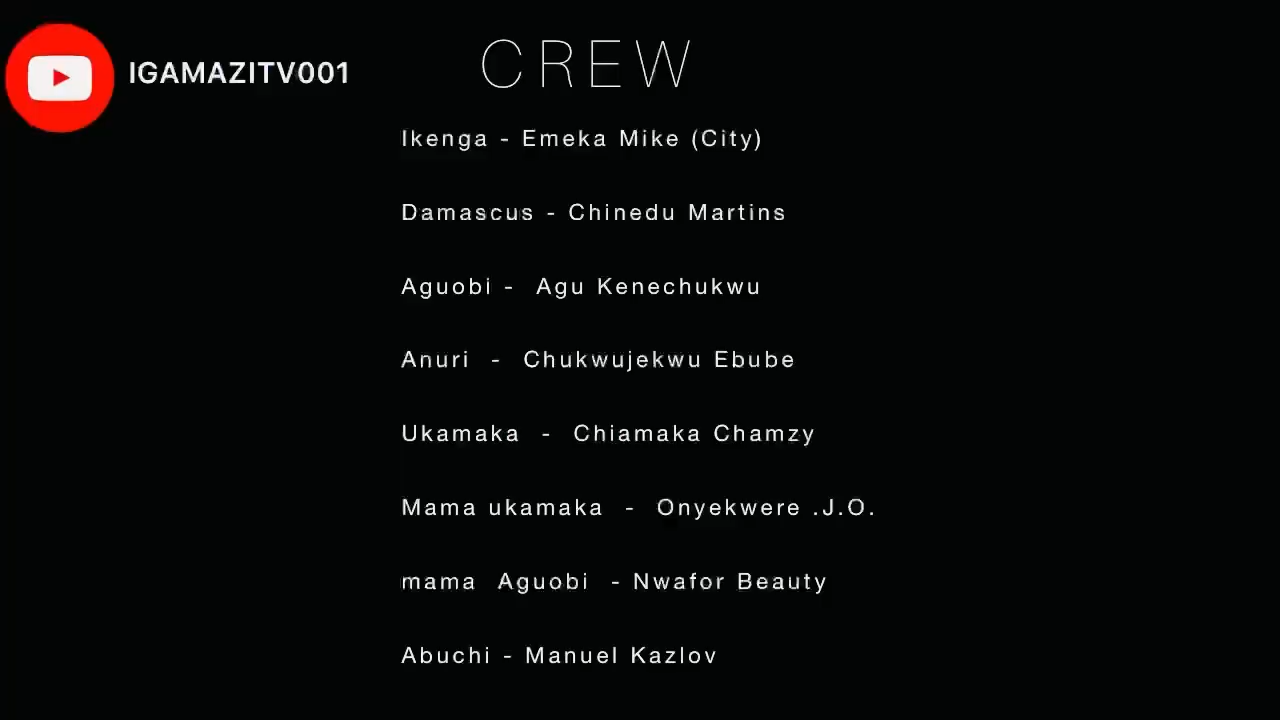 IGAMAZITV001
CREW
Ikenga - Emeka Mike (City)
Damascus - Chinedu Martins
Aguobi - Agu Kenechukwu
Anuri - Chukwujekwu Ebube
Ukamaka - Chiamaka Chamzy
Mama ukamaka - Onyekwere .J.O.
mama Aguobi - Nwafor Beauty
Abuchi - Manuel Kazlov